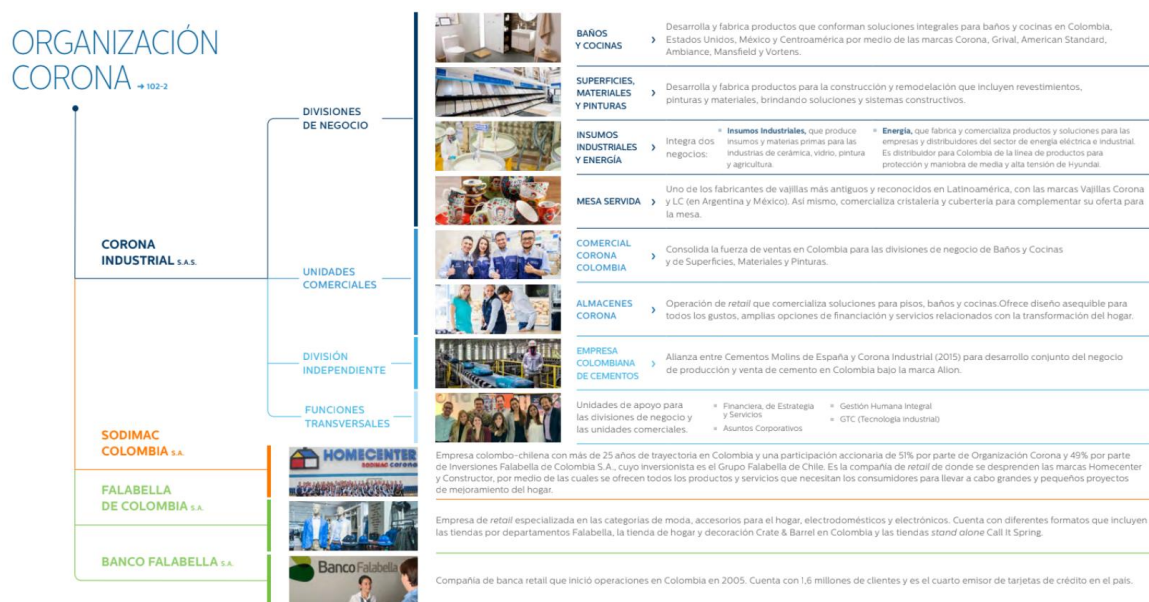 ORGANIZACIÓN
CORONA → 102-2
CORONA
INDUSTRIAL S.A.S.
DIVISIONES
DE NEGOCIO
BAÑOS
Y COCINAS
Desarrolla y fabrica productos que conforman soluciones integrales para baños y cocinas en Colombia,
Estados Unidos, México y Centroamérica por medio de las marcas Corona, Grival, American Standard,
Ambiance, Mansfield y Vortens.
SUPERFICIES,
MATERIALES
Y PINTURAS
Desarrolla y fabrica productos para la construcción y remodelación que incluyen revestimientos,
pinturas y materiales, brindando soluciones y sistemas constructivos.
INSUMOS
INDUSTRIALES
Y ENERGÍA
Integra dos
negocios:
Insumos Industriales, que produce
insumos y materias primas para las
industrias de cerámica, vidrio, pintura
y agricultura.
Energía, que fabrica y comercializa productos y soluciones para las
empresas y distribuidores del sector de energía eléctrica e industrial.
Es distribuidor para Colombia de la línea de productos para
protección y maniobra de media y alta tensión de Hyundai.
MESA SERVIDA
Uno de los fabricantes de vajillas más antiguos y reconocidos en Latinoamérica, con las marcas Vajillas Corona
y LC (en Argentina y México). Así mismo, comercializa cristalería y cubertería para complementar su oferta para
la mesa.
UNIDADES
COMERCIALES
COMERCIAL
CORONA
COLOMBIA
Consolida la fuerza de ventas en Colombia para las divisiones de negocio de Baños y Cocinas
y de Superficies, Materiales y Pinturas.
ALMACENES
CORONA
Operación de retail que comercializa soluciones para pisos, baños y cocinas.Ofrece diseño asequible para
todos los gustos, amplias opciones de financiación y servicios relacionados con la transformación del hogar.
DIVISIÓN
INDEPENDIENTE
EMPRESA
COLOMBIANA
DE CEMENTOS
Alianza entre Cementos Molins de España y Corona Industrial (2015) para desarrollo conjunto del negocio
de producción y venta de cemento en Colombia bajo la marca Alion.
FUNCIONES
TRANSVERSALES
Unidades de apoyo para
las divisiones de negocio y
las unidades comerciales.
Financiera, de Estrategia
y Servicios
Asuntos Corporativos
Gestión Humana Integral
GTC (Tecnología industrial)
SODIMAC
COLOMBIA S.A.
HOMECENTER
SODIMAC corona
Empresa colombo-chilena con más de 25 años de trayectoria en Colombia y una participación accionaria de 51% por parte de Organización Corona y 49% por parte
de Inversiones Falabella de Colombia S.A., cuyo inversionista es el Grupo Falabella de Chile. Es la compañía de retail de donde se desprenden las marcas Homecenter
y Constructor, por medio de las cuales se ofrecen todos los productos y servicios que necesitan los consumidores para llevar a cabo grandes y pequeños proyectos
de mejoramiento del hogar.
FALABELLA
DE COLOMBIA S.A.
Empresa de retail especializada en las categorías de moda, accesorios para el hogar, electrodomésticos y electrónicos. Cuenta con diferentes formatos que incluyen
las tiendas por departamentos Falabella, la tienda de hogar y decoración Crate & Barrel en Colombia y las tiendas stand alone Call It Spring.
BANCO FALABELLA S.A.
Banco Falabella
Compañía de banca retail que inició operaciones en Colombia en 2005. Cuenta con 1,6 millones de clientes y es el cuarto emisor de tarjetas de crédito en el país.